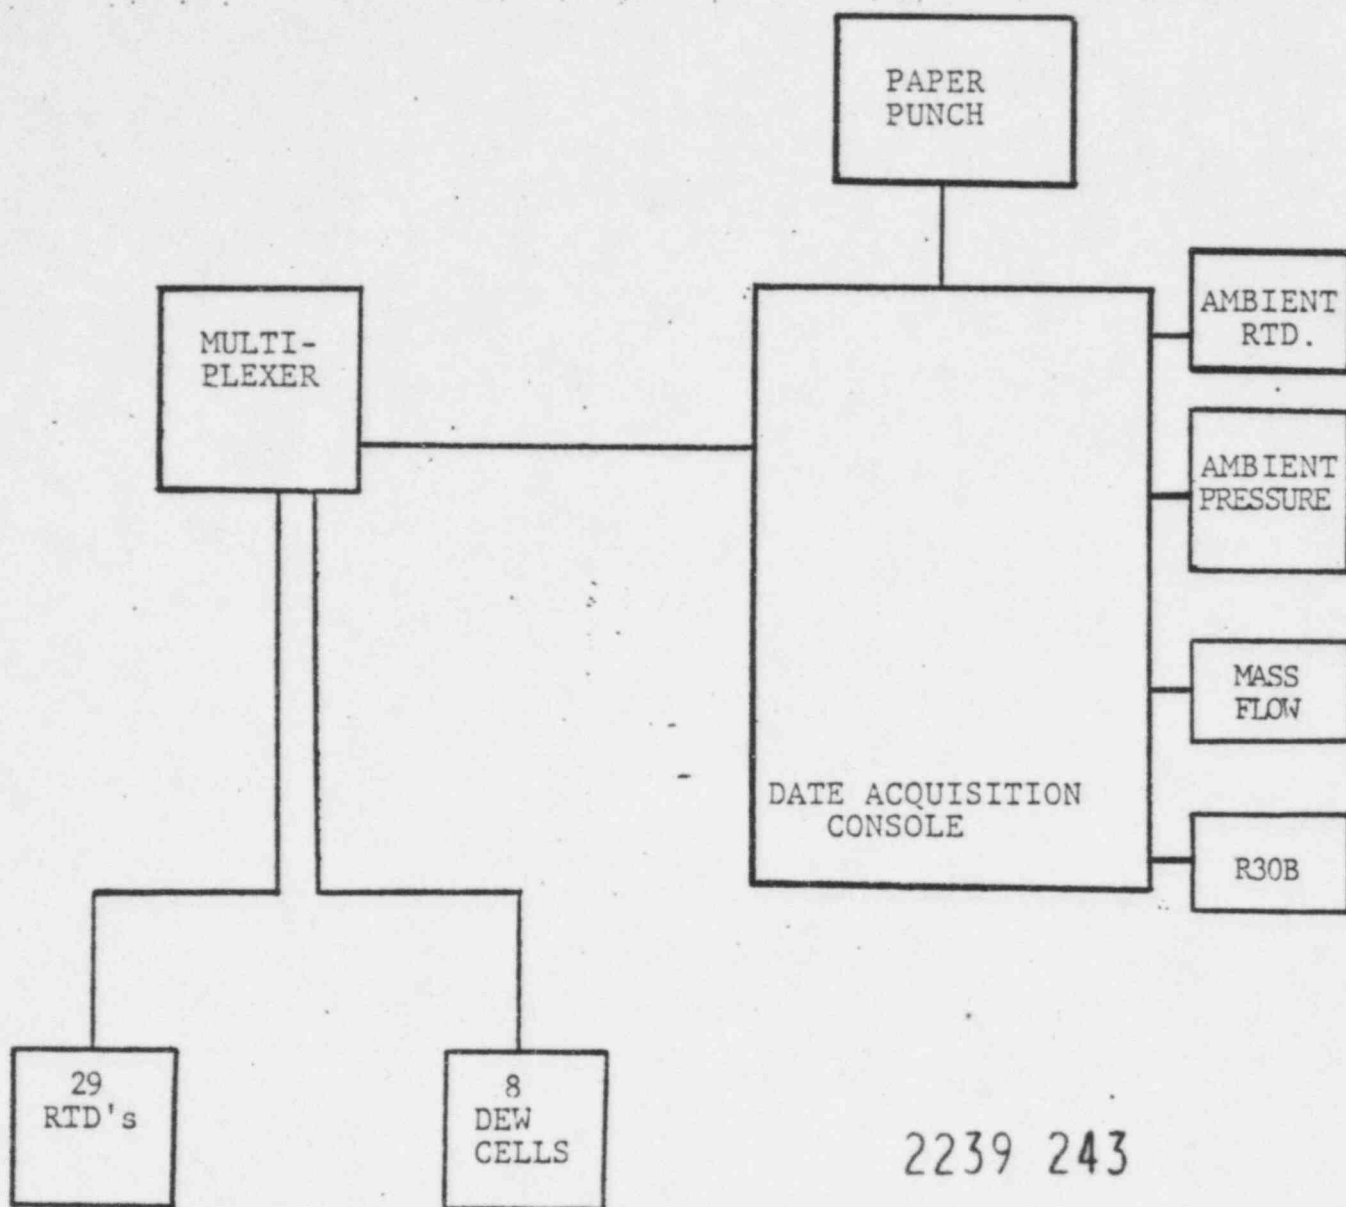 PAPER
PUNCH
AMBIENT
RTD.
MULTI-
PLEXER
AMBIENT
PRESSURE
MASS
FLOW
DATE ACQUISITION
CONSOLE
R30B
29
RTD's
8
DEW
CELLS
2239 243